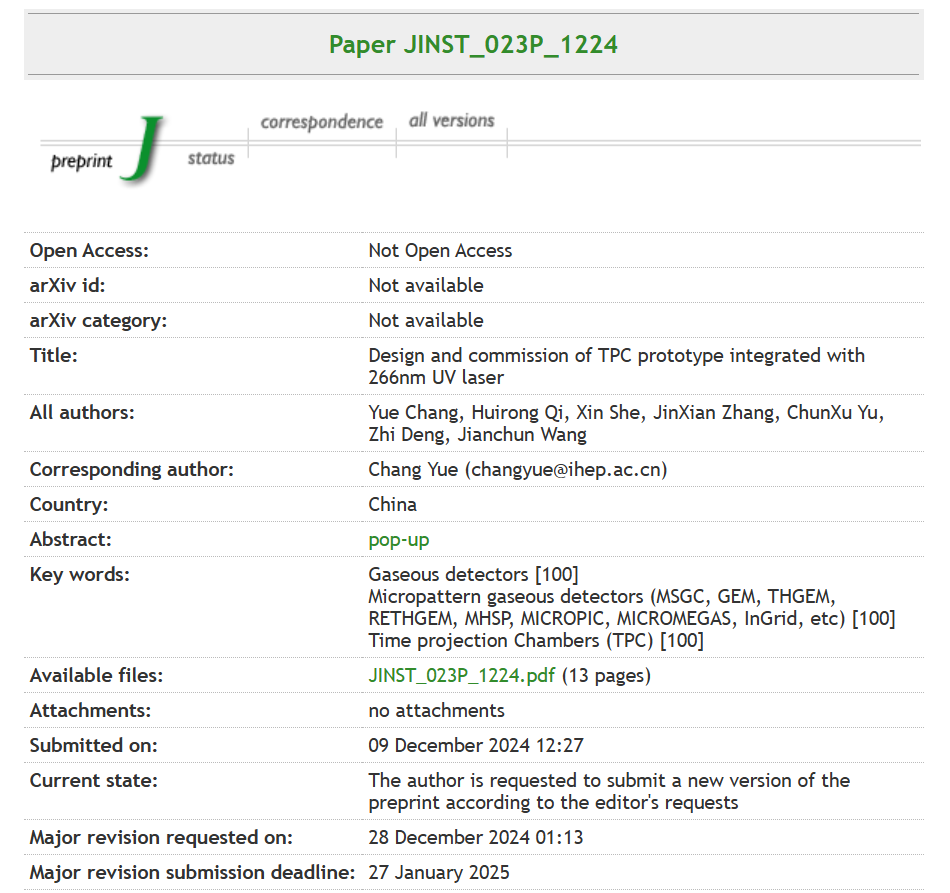 Paper JINST_023P_1224
correspondence
all versions
preprint
J
status
Open Access: Not Open Access
arXiv id: Not available
arXiv category: Not available
Title: Design and commission of TPC prototype integrated with
266nm UV laser
All authors: Yue Chang, Huirong Qi, Xin She, JinXian Zhang, ChunXu Yu,
Zhi Deng, Jianchun Wang
Corresponding author: Chang Yue (changyue@ihep.ac.cn)
Country: China
Abstract: pop-up
Key words: Gaseous detectors [100]
Micropattern gaseous detectors (MSGC, GEM, THGEM,
RETHGEM, MHSP, MICROPIC, MICROMEGAS, InGrid, etc) [100]
Time projection Chambers (TPC) [100]
Available files: JINST_023P_1224.pdf (13 pages)
Attachments: no attachments
Submitted on: 09 December 2024 12:27
Current state: The author is requested to submit a new version of the
preprint according to the editor's requests
Major revision requested on: 28 December 2024 01:13
Major revision submission deadline: 27 January 2025